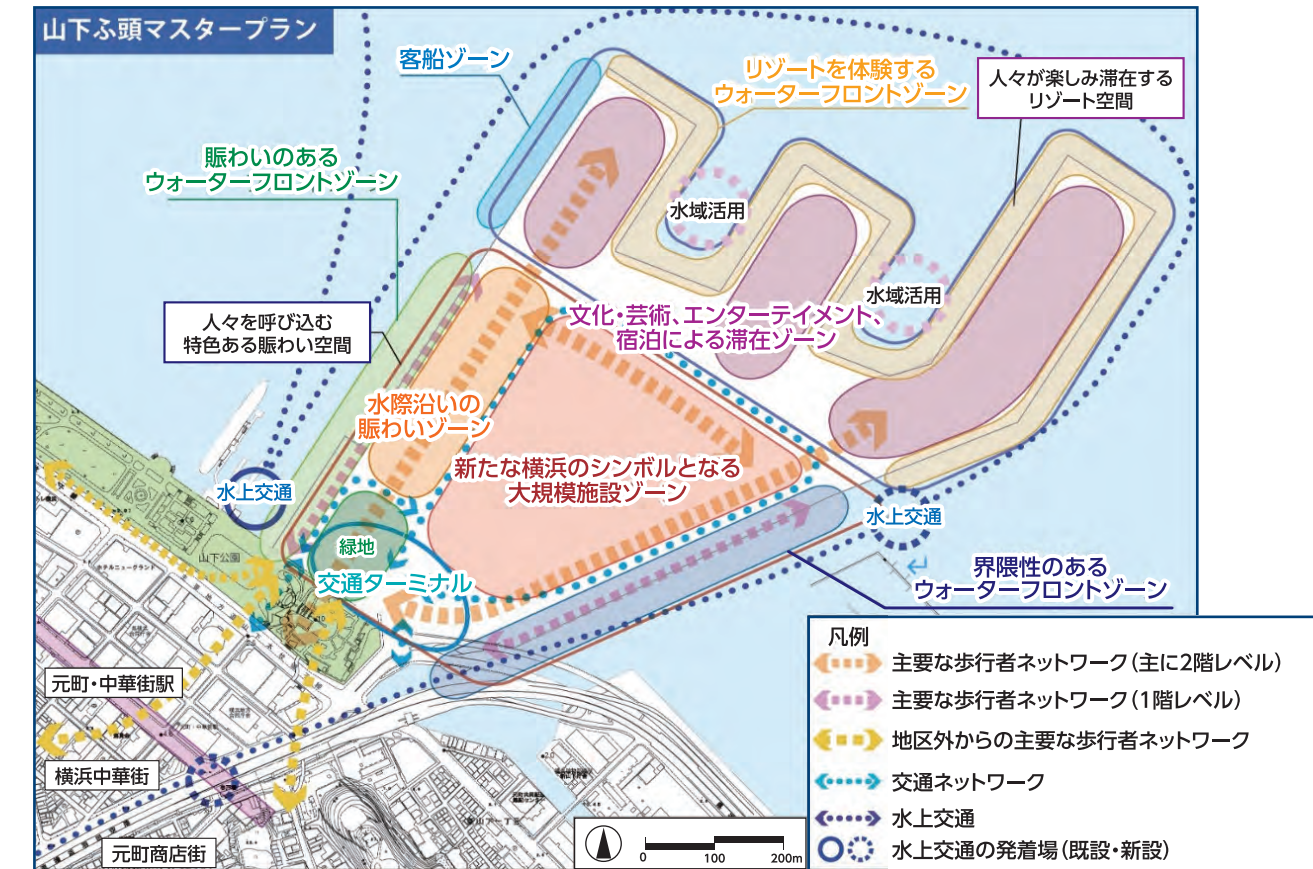 山下ふ頭マスタープラン
客船ゾーン
リゾートを体験する
ウォーターフロントゾーン
人々が楽しみ滞在する
リゾート空間
賑わいのある
ウォーターフロントゾーン
水域活用
水域活用
人々を呼び込む
特色ある賑わい空間
文化・芸術、エンターテイメント、
宿泊による滞在ゾーン
水際沿いの
賑わいゾーン
新たな横浜のシンボルとなる
大規模施設ゾーン
水上交通
水上交通
緑地
山下公園
交通ターミナル
界隈性のある
ウォーターフロントゾーン
ホテルニューグランド
元町・中華街駅
横浜中華街
元町商店街
0
100
200m
凡例
主要な歩行者ネットワーク(主に2階レベル)
主要な歩行者ネットワーク(1階レベル)
地区外からの主要な歩行者ネットワーク
交通ネットワーク
水上交通
水上交通の発着場(既設・新設)